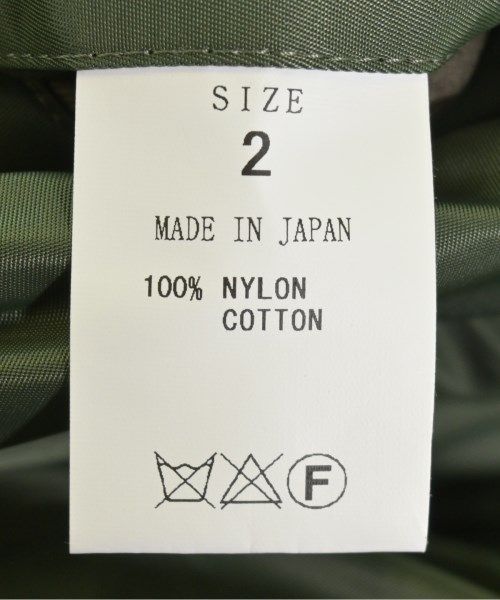 SIZE
2
MADE IN JAPAN
100% NYLON
COTTON
F